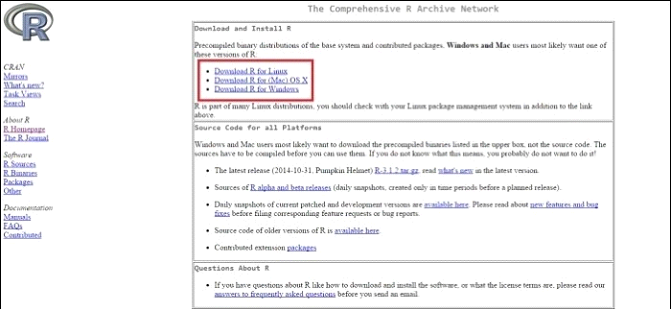 The Comprehensive R Archive Network
R
CRAN
Mirrors
What's new?
Task Views
Search
About R
R Homepage
The R Journal
Software
R Sources
R Binaries
Packages
Other
Documentation
Manuals
FAQs
Contributed
Download and Install R
Precompiled binary distributions of the base system and contributed packages. Windows and Mac users most likely want one of
these versions of R:
• Download R for Linux
• Download R for (Mac) OS X
• Download R for Windows
R is part of many Linux distributions, you should check with your Linux package management system in addition to the link
above.
Source Code for all Platforms
Windows and Mac users most likely want to download the precompiled binaries listed in the upper box, not the source code. The
sources have to be compiled before you can use them. If you do not know what this means, you probably do not want to do it!
• The latest release (2014-10-31, Pumpkin Helmet) R-3.1.2.tar.gz, read what's new in the latest version.
• Sources of R alpha and beta releases (daily snapshots, created only in time periods before a planned release).
• Daily snapshots of current patched and development versions are available here. Please read about new features and bug
fixes before filing corresponding feature requests or bug reports.
• Source code of older versions of R is available here.
• Contributed extension packages
Questions About R
• If you have questions about R like how to download and install the software, or what the license terms are, please read our
answers to frequently asked questions before you send an email.